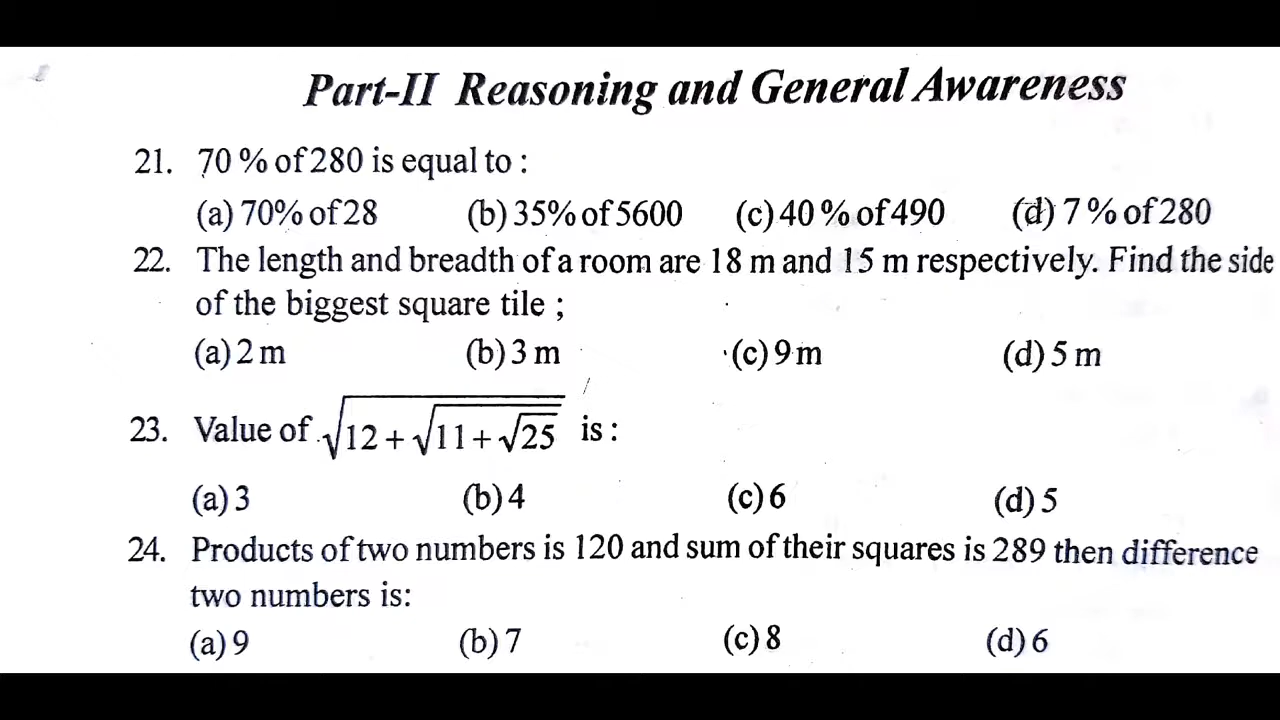 Part-II Reasoning and General Awareness
21. 70 % of 280 is equal to :
(a) 70% of 28 (b) 35% of 5600 (c) 40 % of 490 (d) 7 % of 280
22. The length and breadth of a room are 18 m and 15 m respectively. Find the side
of the biggest square tile ;
(a) 2 m (b) 3 m (c) 9 m (d) 5 m
23. Value of √(12 + √(11 + √25)) is :
(a) 3 (b) 4 (c) 6 (d) 5
24. Products of two numbers is 120 and sum of their squares is 289 then difference
two numbers is:
(a) 9 (b) 7 (c) 8 (d) 6